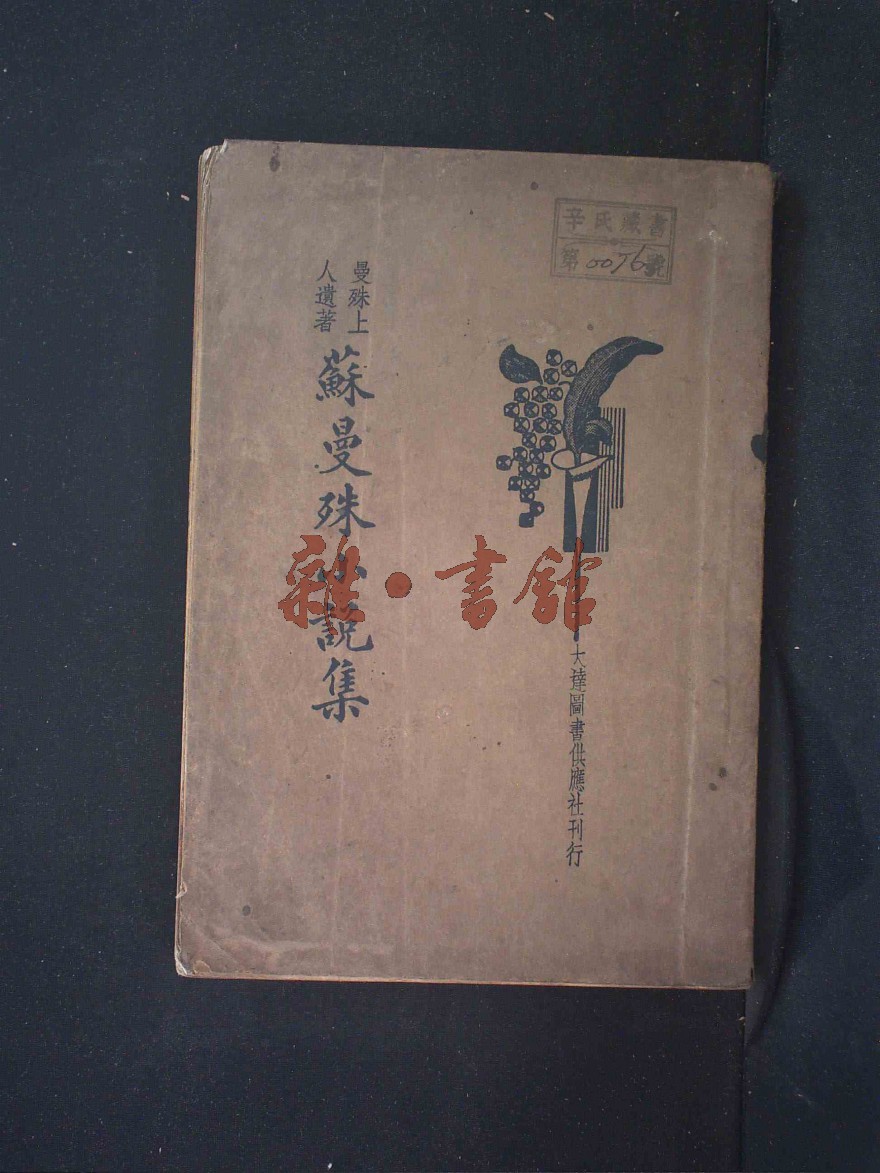 辛氏藏書
第0076號
曼殊上
人遺著
蘇曼殊小説集
雜·書館
大達圖書供應社刊行